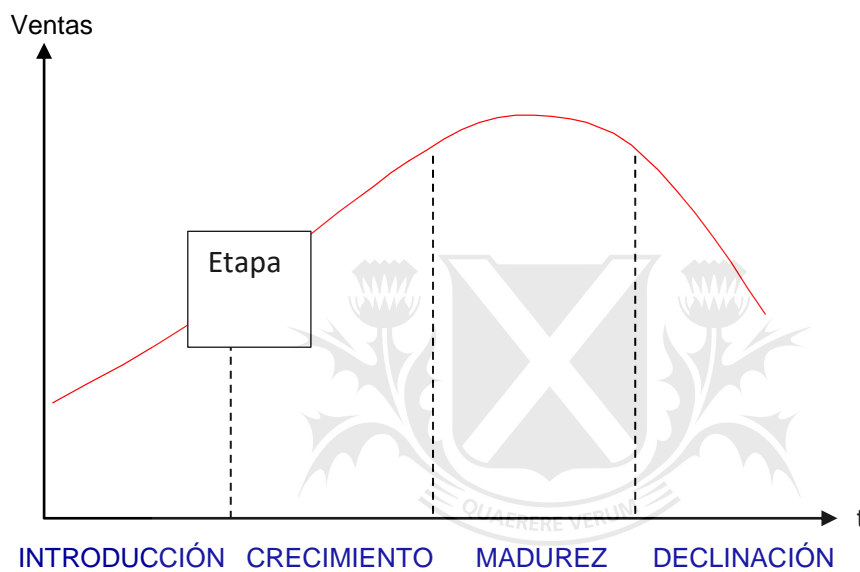 Ventas
Etapa
QUAERERE VERUM
t
INTRODUCCIÓN CRECIMIENTO MADUREZ DECLINACIÓN